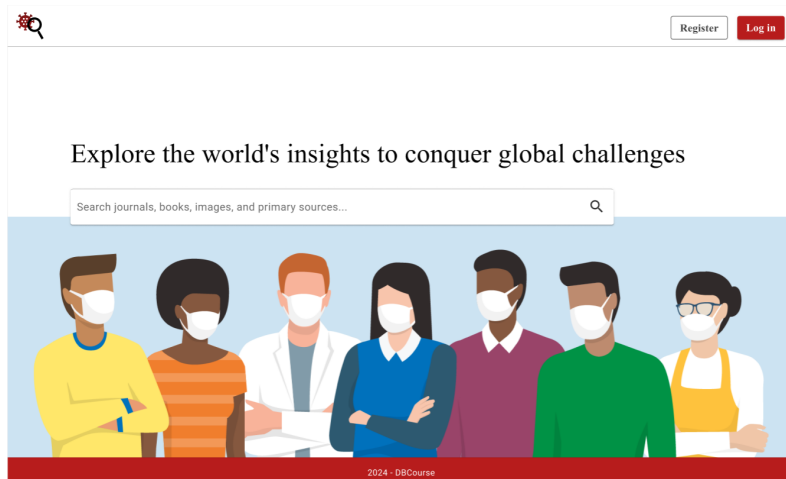 Register
Log in
Explore the world's insights to conquer global challenges
Search journals, books, images, and primary sources...
2024 - DBCourse